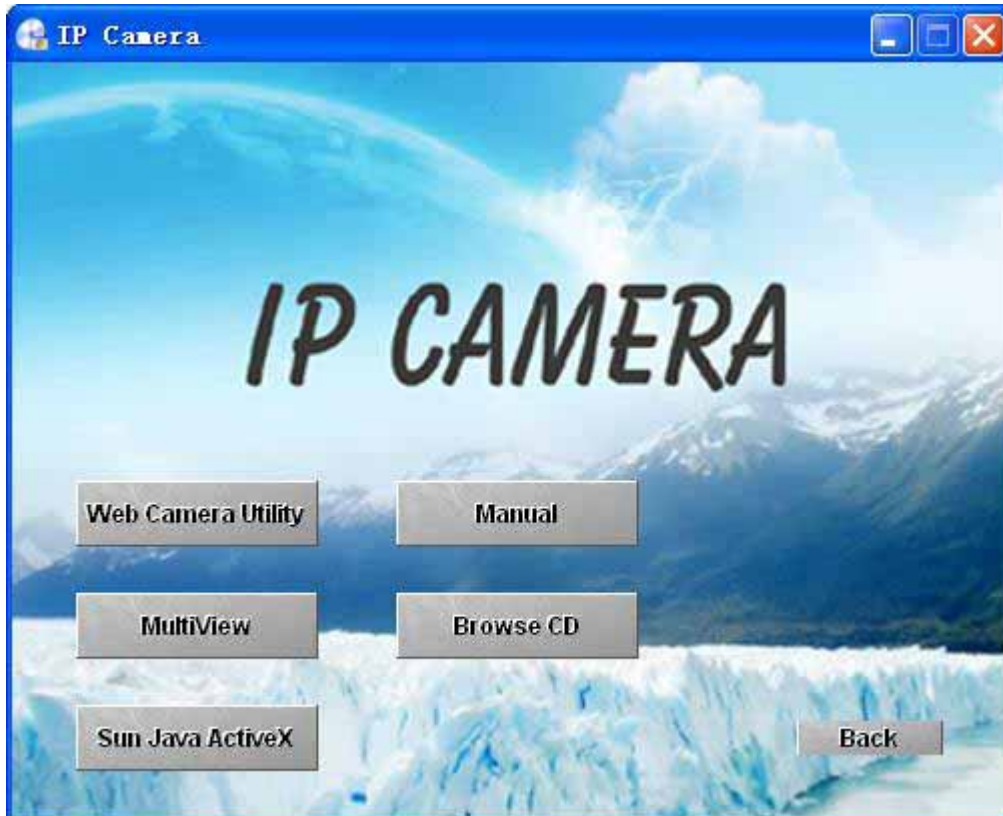 IP Camera
IP CAMERA
Web Camera Utility
Manual
MultiView
Browse CD
Sun Java ActiveX
Back